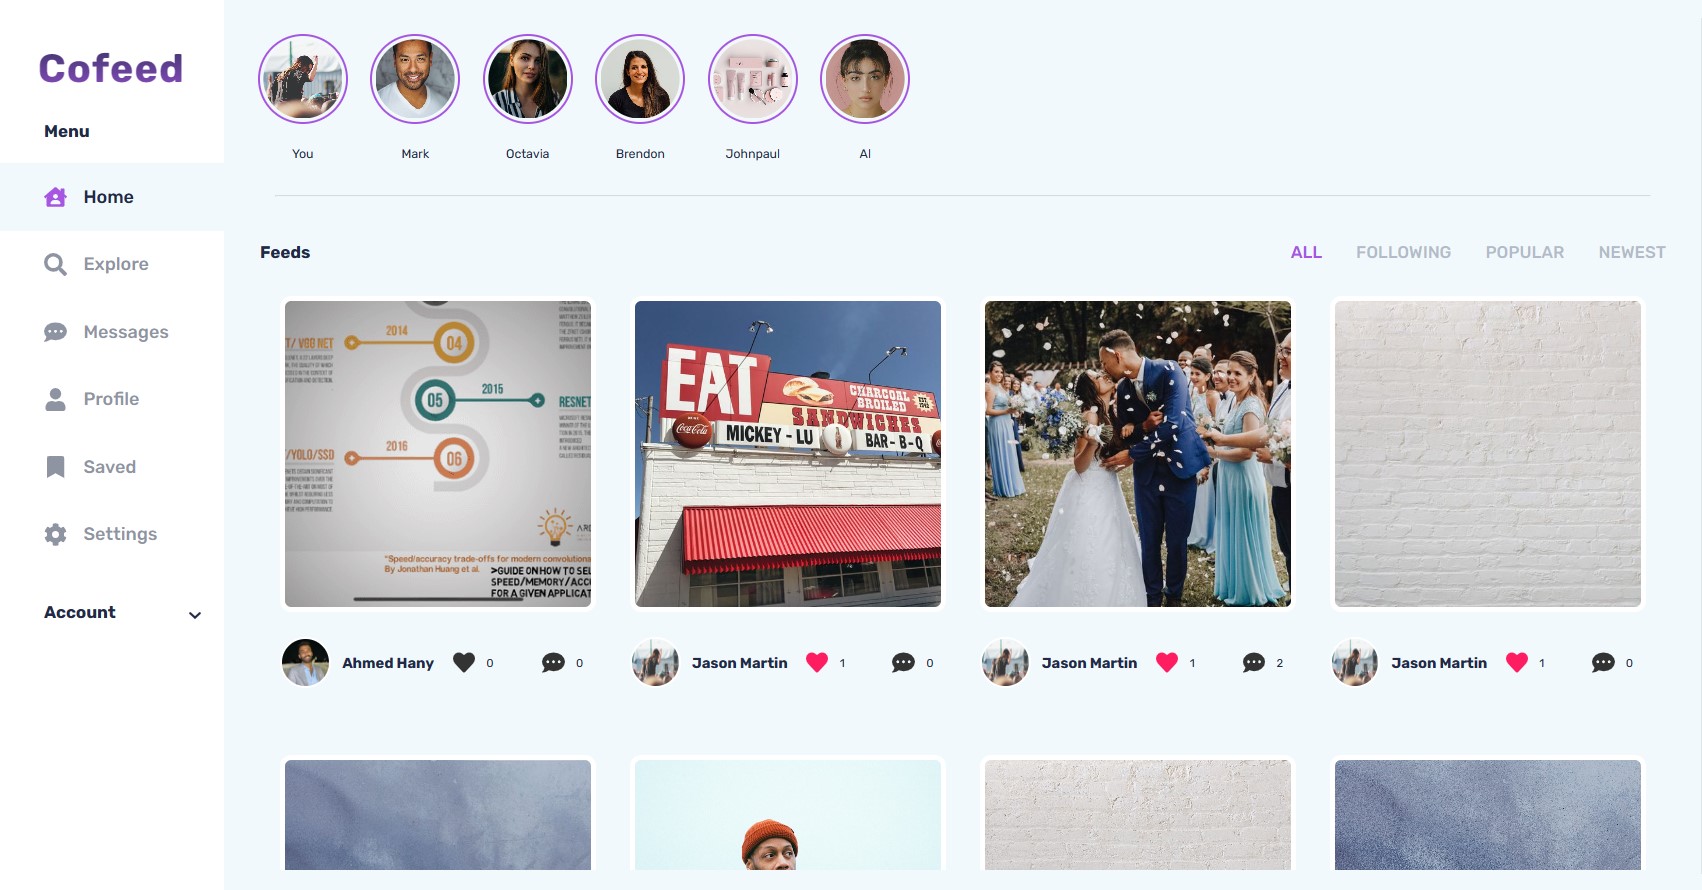 Cofeed
Menu
Home
Explore
Messages
Profile
Saved
Settings
Account
You
Mark
Octavia
Brendon
Johnpaul
Al
Feeds
ALL
FOLLOWING
POPULAR
NEWEST
2014
T/ VGG NET
04
2015
05
RESNET
2016
/YOLO/SSD
06
"Speed/accuracy trade-offs for modern convolutiona
By Jonathan Huang et al.
>GUIDE ON HOW TO SEL
SPEED/MEMORY/ACCU
FOR A GIVEN APPLICAT
EAT
CHARCOAL
BROILED
SANDWICHES
Coca-Cola
MICKEY-LU
BAR-B-Q
Ahmed Hany
0
0
Jason Martin
1
0
Jason Martin
1
2
Jason Martin
1
0